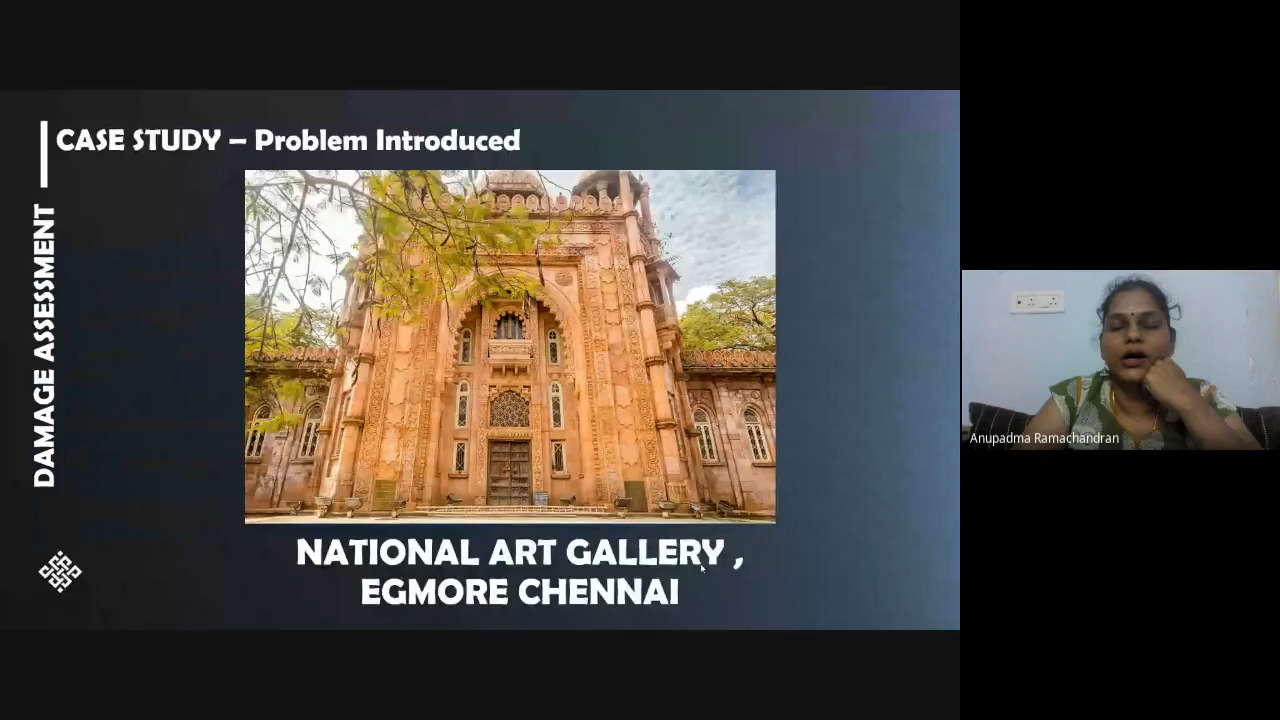 CASE STUDY – Problem Introduced
DAMAGE ASSESSMENT
NATIONAL ART GALLERY ,
EGMORE CHENNAI
Anupadma Ramachandran